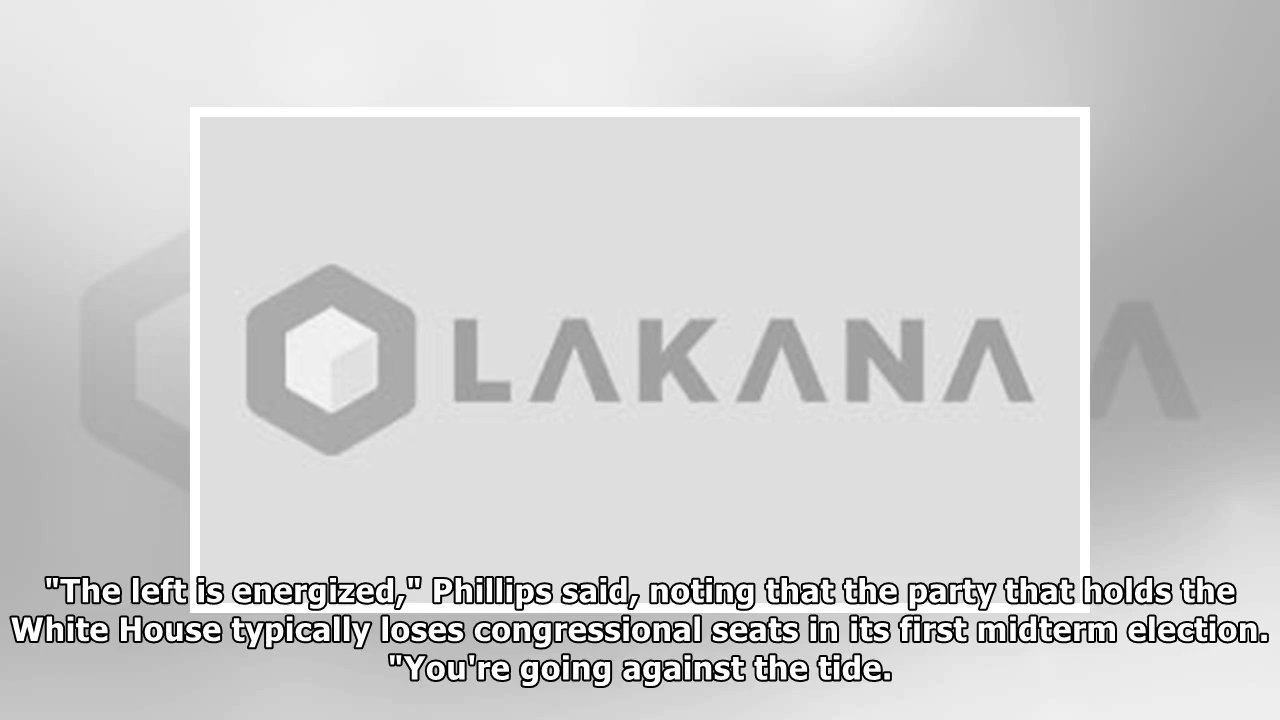 LAKANA
"The left is energized," Phillips said, noting that the party that holds the
White House typically loses congressional seats in its first midterm election.
"You're going against the tide.